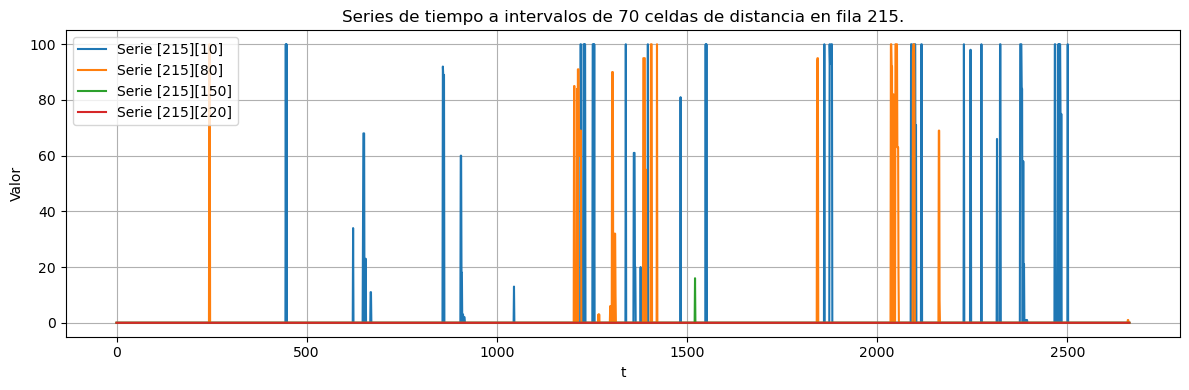 Series de tiempo a intervalos de 70 celdas de distancia en fila 215.
Serie [215][10]
Serie [215][80]
Serie [215][150]
Serie [215][220]
Valor
100
80
60
40
20
0
0 500 1000 1500 2000 2500
t